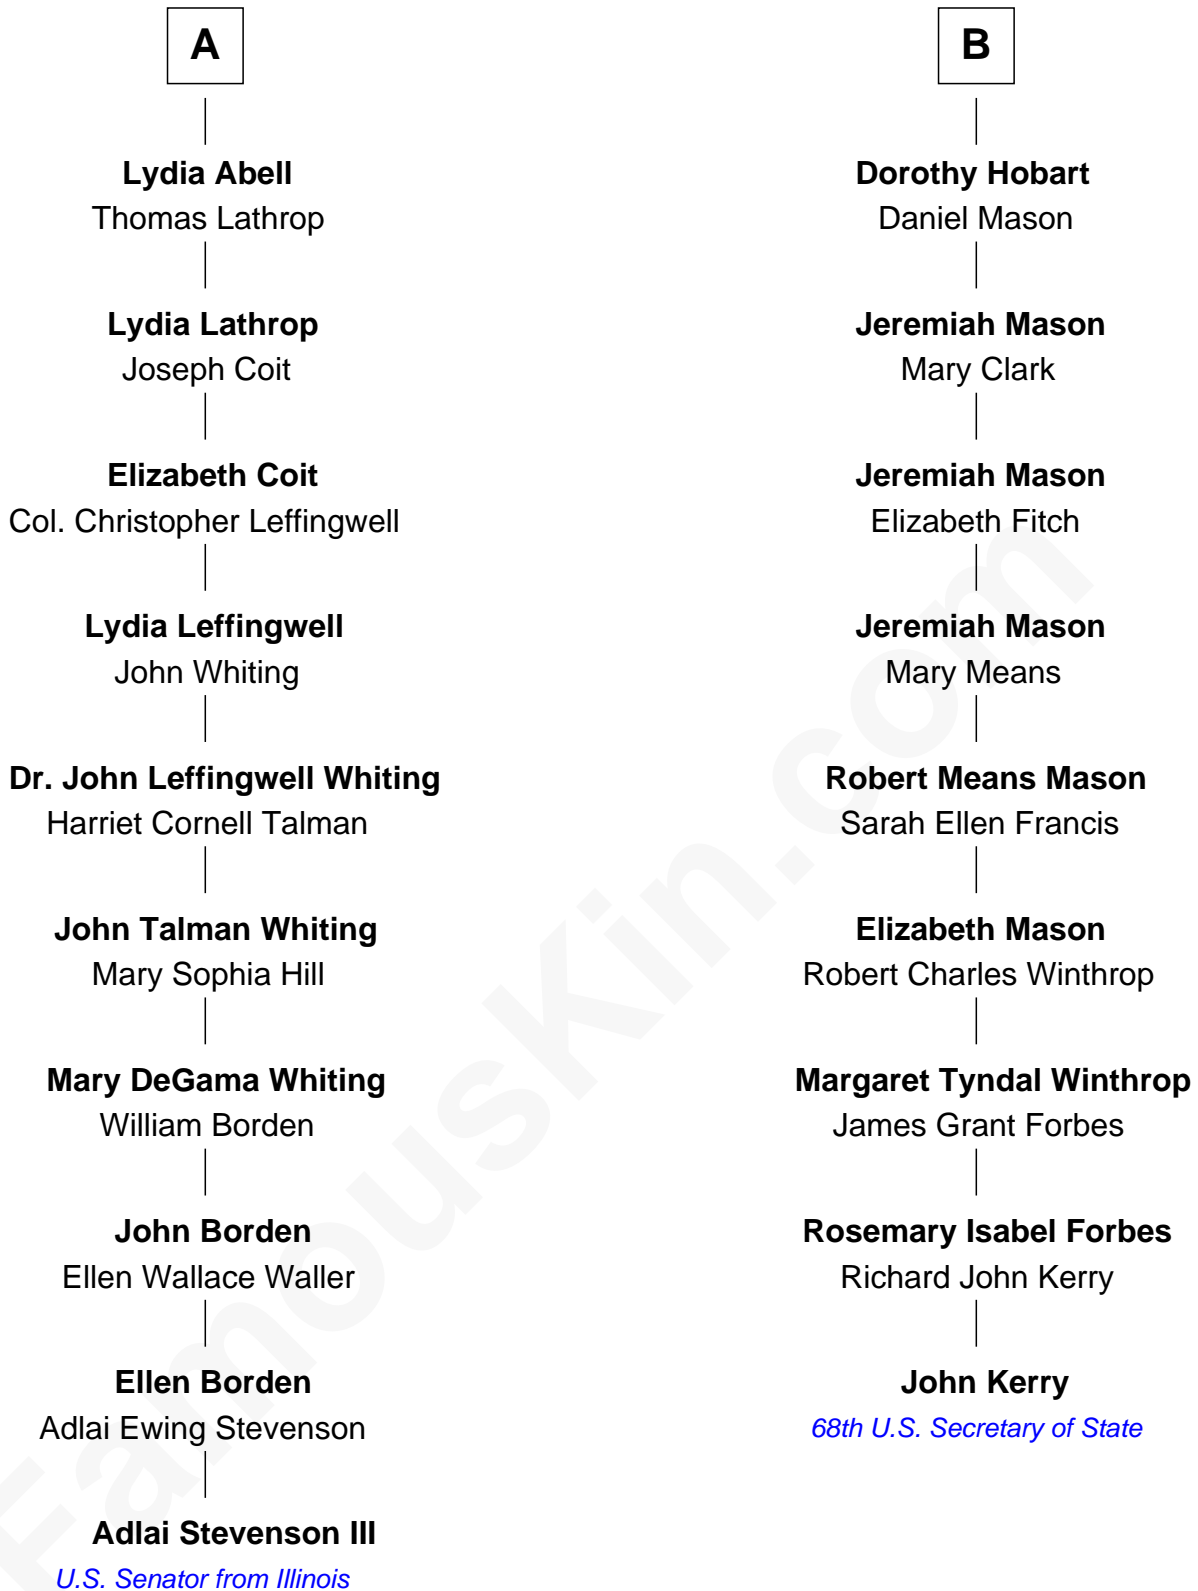 A
Lydia Abell
Thomas Lathrop
Lydia Lathrop
Joseph Coit
Elizabeth Coit
Col. Christopher Leffingwell
Lydia Leffingwell
John Whiting
Dr. John Leffingwell Whiting
Harriet Cornell Talman
John Talman Whiting
Mary Sophia Hill
Mary DeGama Whiting
William Borden
John Borden
Ellen Wallace Waller
Ellen Borden
Adlai Ewing Stevenson
Adlai Stevenson III
U.S. Senator from Illinois
B
Dorothy Hobart
Daniel Mason
Jeremiah Mason
Mary Clark
Jeremiah Mason
Elizabeth Fitch
Jeremiah Mason
Mary Means
Robert Means Mason
Sarah Ellen Francis
Elizabeth Mason
Robert Charles Winthrop
Margaret Tyndal Winthrop
James Grant Forbes
Rosemary Isabel Forbes
Richard John Kerry
John Kerry
68th U.S. Secretary of State
FamousKin.com